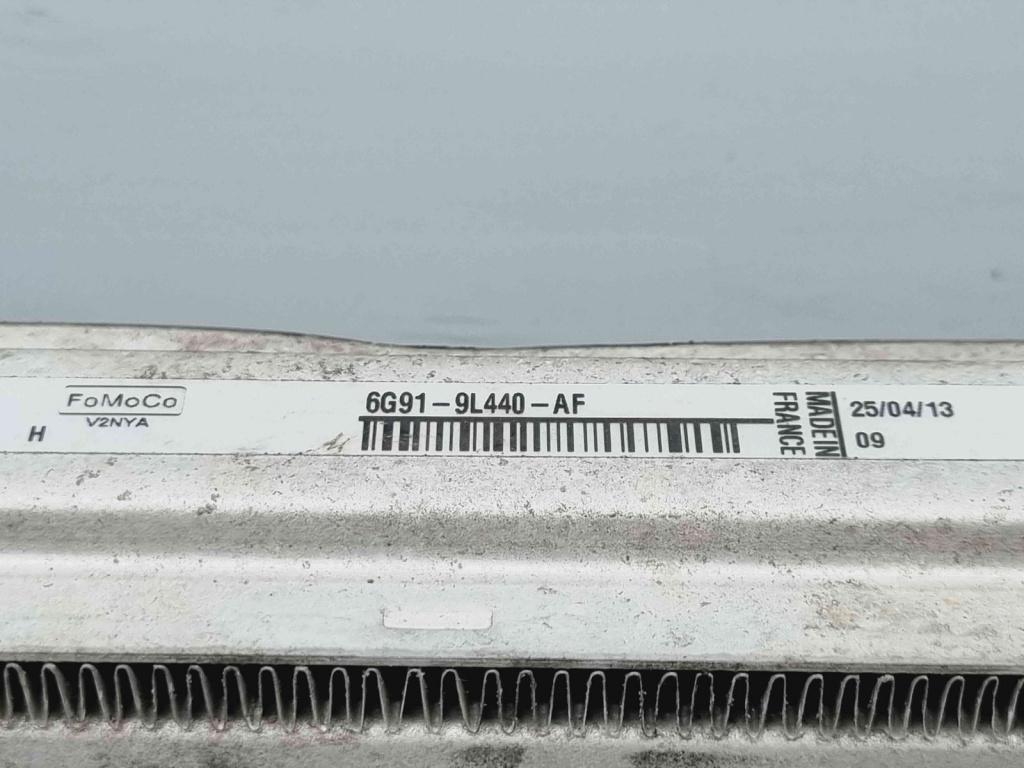 FoMoCo
V2NYA
H
6G91-9L440-AF
MADE IN
FRANCE
25/04/13
09